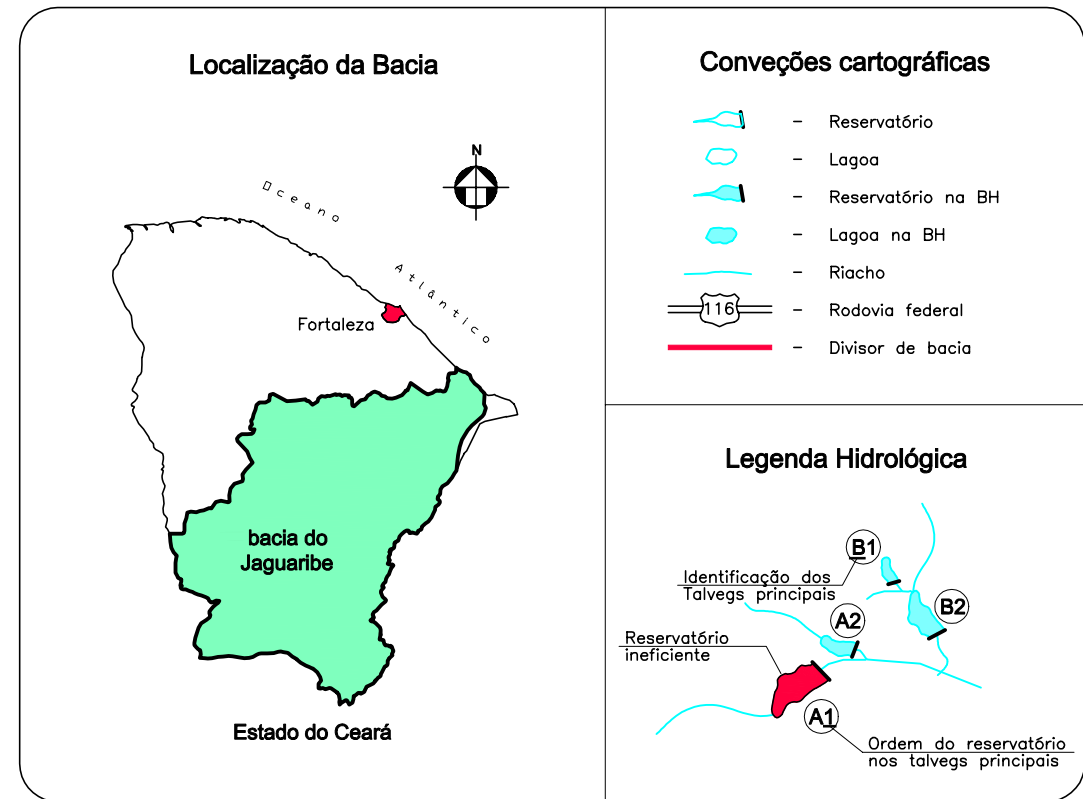 Localização da Bacia
N
Oceano
Atlântico
Fortaleza
bacia do
Jaguaribe
Estado do Ceará
Conveções cartográficas
– Reservatório
– Lagoa
– Reservatório na BH
– Lagoa na BH
– Riacho
116 – Rodovia federal
– Divisor de bacia
Legenda Hidrológica
B1
Identificação dos
Talvegs principais
B2
A2
Reservatório
ineficiente
A1
Ordem do reservatório
nos talvegs principais